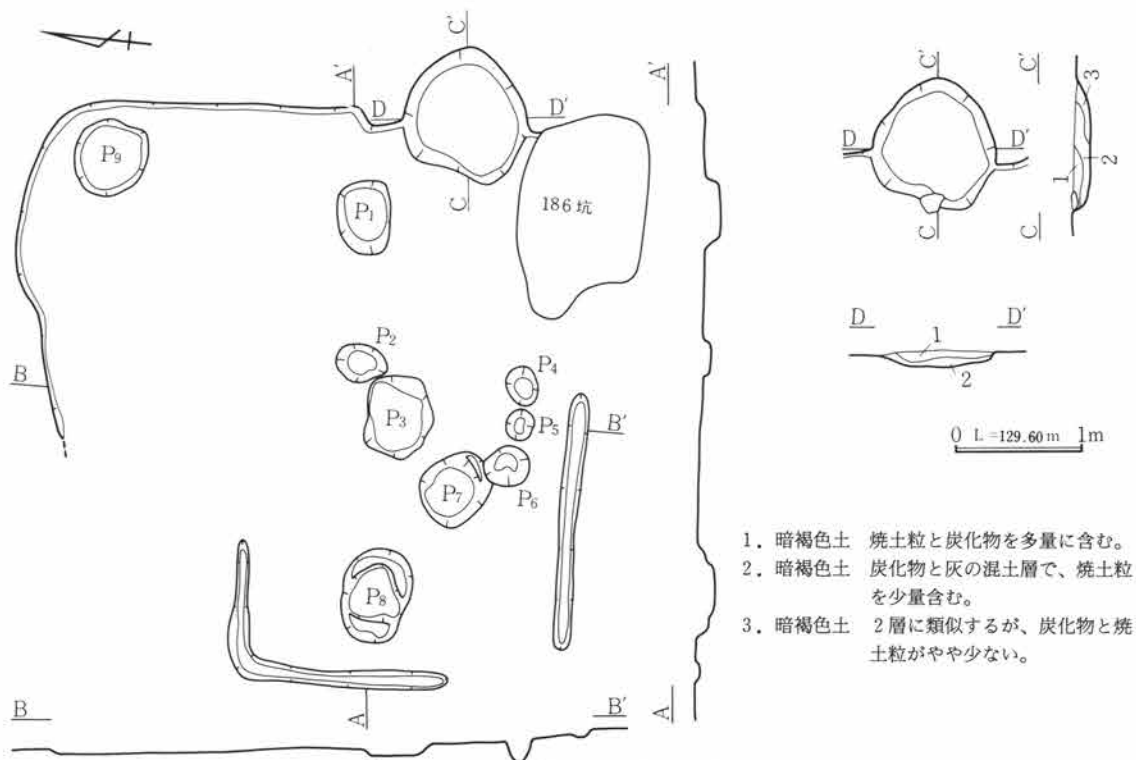 C'
A'
D
D'
P9
P1
C
186坑
P2
P4
P3
P5
B
B'
P7
P6
P8
A
B
B'
A'
A
C'
D
D'
C
C'
3
2
1
C
D
D'
1
2
0 L=129.60m 1m
1. 暗褐色土 焼土粒と炭化物を多量に含む。
2. 暗褐色土 炭化物と灰の混土層で、焼土粒
を少量含む。
3. 暗褐色土 2層に類似するが、炭化物と焼
土粒がやや少ない。